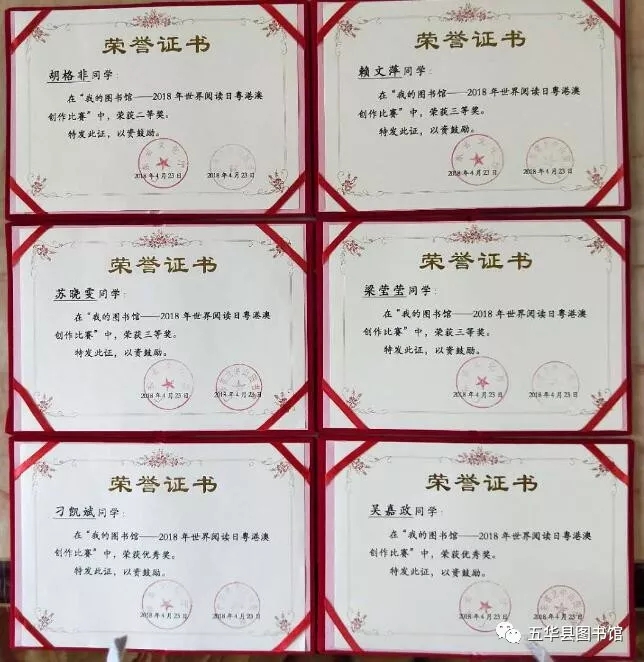 荣誉证书
胡格非同学：
在“我的图书馆——2018年世界阅读日粤港澳
创作比赛”中，荣获二等奖。
特发此证，以资鼓励。
2018年4月23日
2018年4月23日
荣誉证书
赖文萍同学：
在“我的图书馆——2018年世界阅读日粤港澳
创作比赛”中，荣获三等奖。
特发此证，以资鼓励。
2018年4月23日
2018年4月23日
荣誉证书
苏晓雯同学：
在“我的图书馆——2018年世界阅读日粤港澳
创作比赛”中，荣获三等奖。
特发此证，以资鼓励。
2018年4月23日
2018年4月23日
荣誉证书
梁莹莹同学：
在“我的图书馆——2018年世界阅读日粤港澳
创作比赛”中，荣获三等奖。
特发此证，以资鼓励。
2018年4月23日
2018年4月23日
荣誉证书
刁凯斌同学：
在“我的图书馆——2018年世界阅读日粤港澳
创作比赛”中，荣获优秀奖。
特发此证，以资鼓励。
2018年4月23日
2018年4月23日
荣誉证书
吴嘉政同学：
在“我的图书馆——2018年世界阅读日粤港澳
创作比赛”中，荣获优秀奖。
特发此证，以资鼓励。
2018年4月23日
2018年4月23日
五华县图书馆